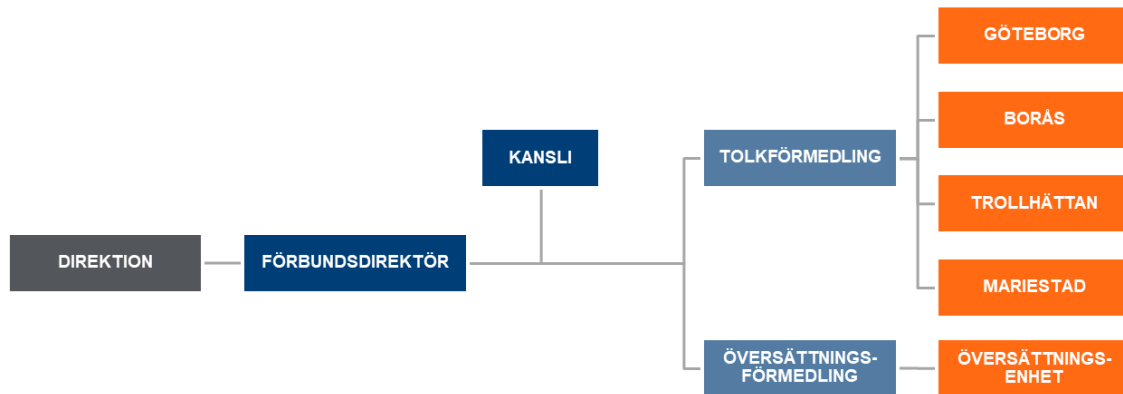 DIREKTION
FÖRBUNDSDIREKTÖR
KANSLI
TOLKFÖRMEDLING
GÖTEBORG
BORÅS
TROLLHÄTTAN
MARIESTAD
ÖVERSÄTTNINGS-
FÖRMEDLING
ÖVERSÄTTNINGS-
ENHET